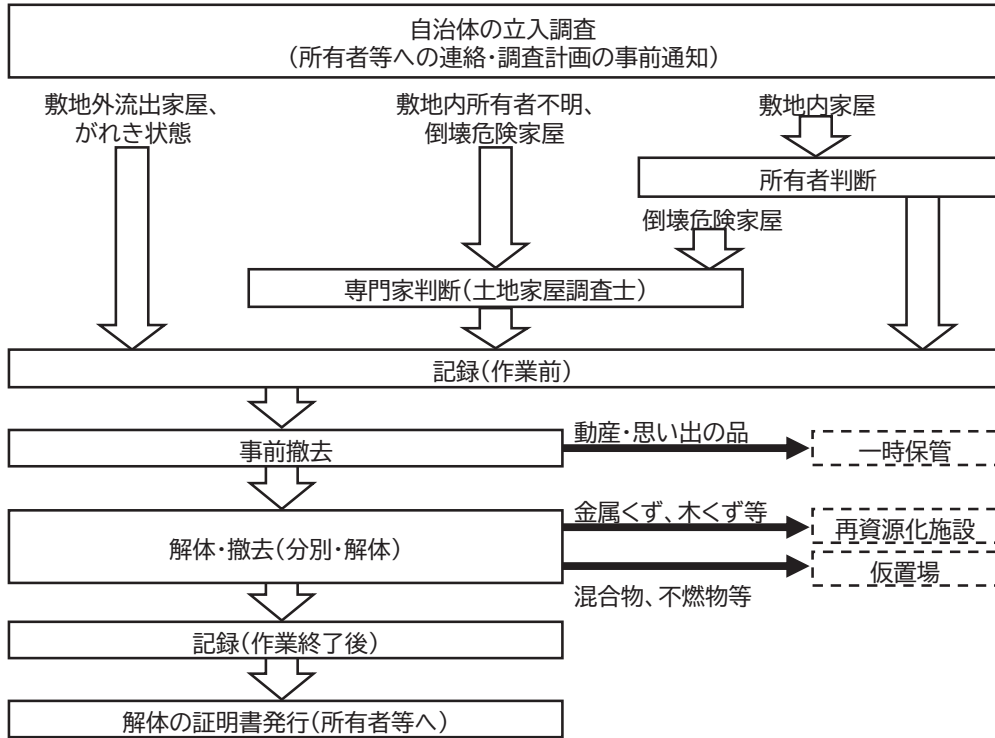 自治体の立入調査
(所有者等への連絡・調査計画の事前通知)
敷地外流出家屋、
がれき状態
敷地内所有者不明、
倒壊危険家屋
敷地内家屋
所有者判断
倒壊危険家屋
専門家判断(土地家屋調査士)
記録(作業前)
事前撤去
動産・思い出の品
一時保管
解体・撤去(分別・解体)
金属くず、木くず等
再資源化施設
仮置場
混合物、不燃物等
記録(作業終了後)
解体の証明書発行(所有者等へ)